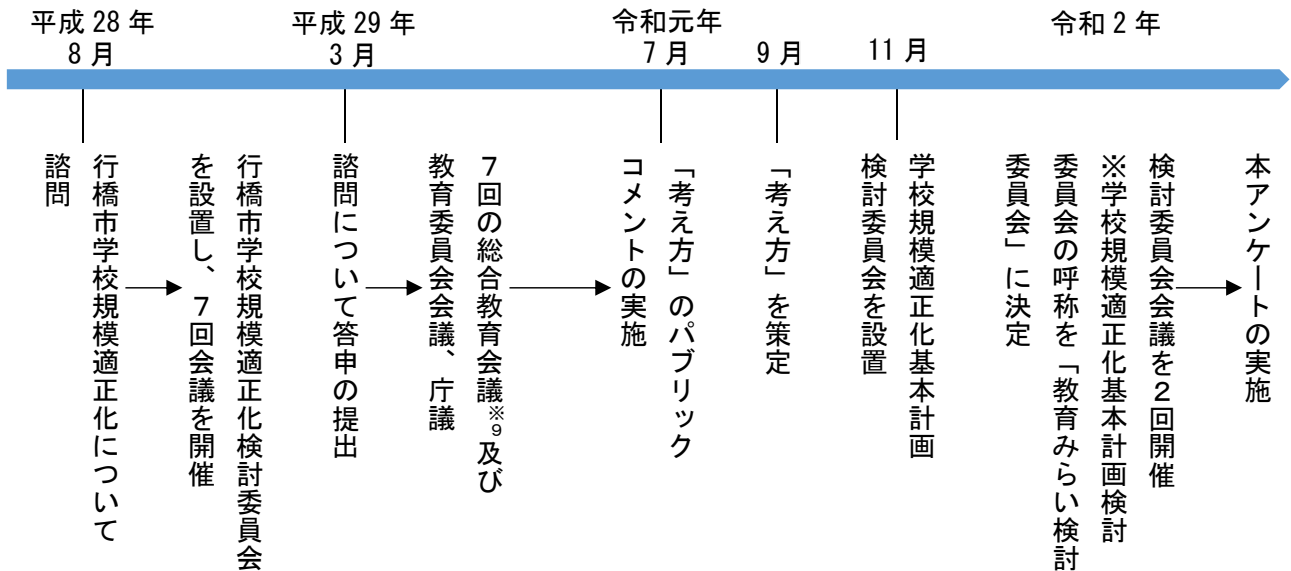 平成28年
8月
平成29年
3月
令和元年
7月
9月
11月
令和2年
行橋市学校規模適正化について
諮問
行橋市学校規模適正化検討委員会
を設置し、7回会議を開催
諮問について答申の提出
7回の総合教育会議※9及び
教育委員会会議、庁議
「考え方」のパブリック
コメントの実施
「考え方」を策定
学校規模適正化基本計画
検討委員会を設置
検討委員会会議を2回開催
※学校規模適正化基本計画検討
委員会の呼称を「教育みらい検討
委員会」に決定
本アンケートの実施